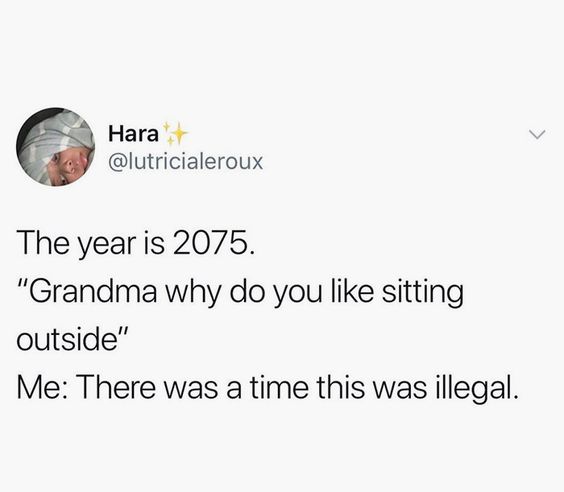 Hara✨
@lutricialeroux
The year is 2075.
"Grandma why do you like sitting
outside"
Me: There was a time this was illegal.